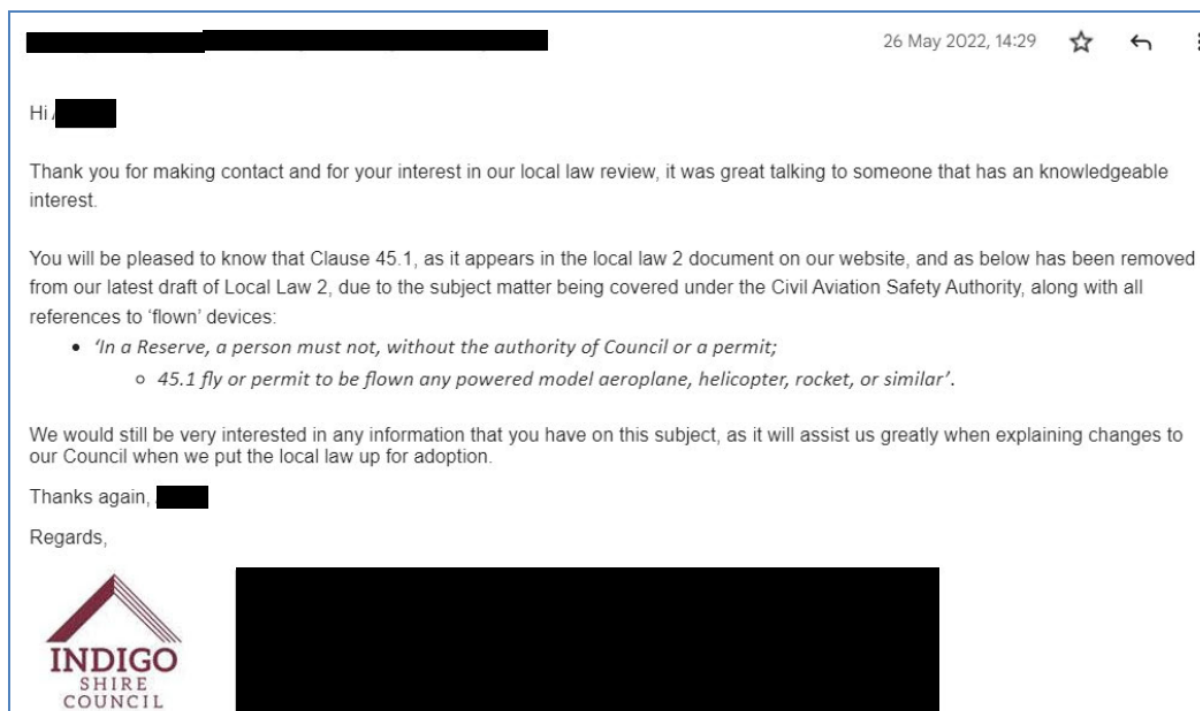 26 May 2022, 14:29
Hi
Thank you for making contact and for your interest in our local law review, it was great talking to someone that has an knowledgeable
interest.
You will be pleased to know that Clause 45.1, as it appears in the local law 2 document on our website, and as below has been removed
from our latest draft of Local Law 2, due to the subject matter being covered under the Civil Aviation Safety Authority, along with all
references to ‘flown’ devices:
• ‘In a Reserve, a person must not, without the authority of Council or a permit;
o 45.1 fly or permit to be flown any powered model aeroplane, helicopter, rocket, or similar’.
We would still be very interested in any information that you have on this subject, as it will assist us greatly when explaining changes to
our Council when we put the local law up for adoption.
Thanks again,
Regards,
INDIGO
SHIRE
COUNCIL